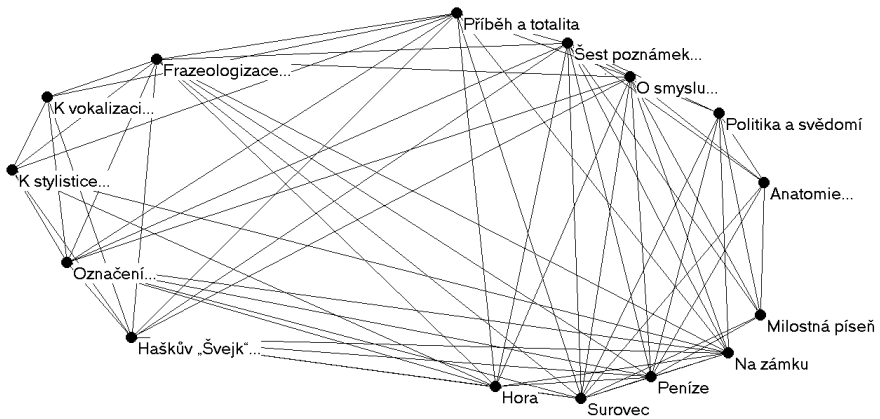 Příběh a totalita
Šest poznámek...
Frazeologizace...
O smyslu...
K vokalizaci...
Politika a svědomí
K stylistice...
Anatomie...
Označení...
Milostná píseň
Haškův „Švejk“...
Na zámku
Peníze
Hora
Surovec